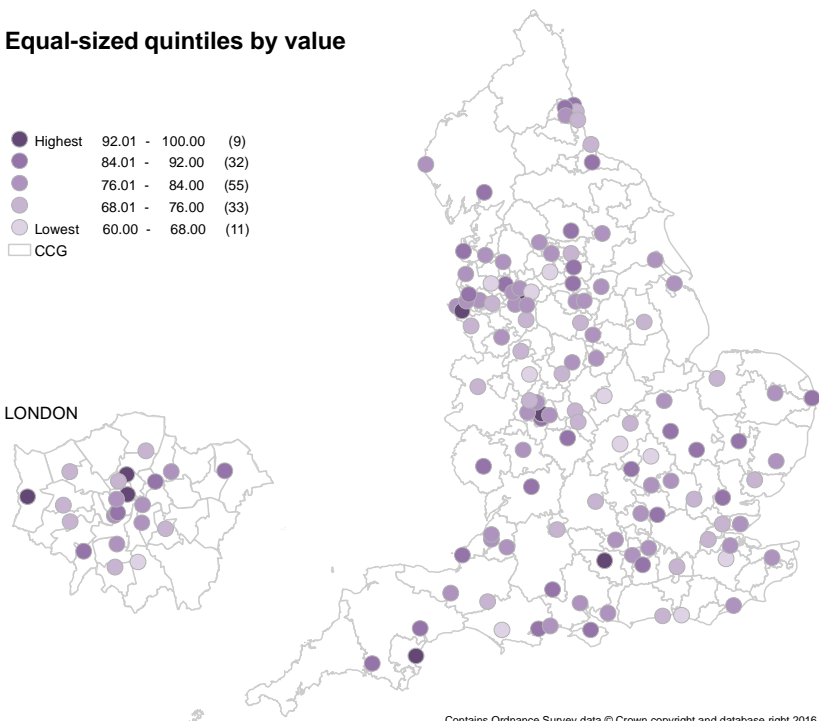 Equal-sized quintiles by value
Highest 92.01 - 100.00 (9)
84.01 - 92.00 (32)
76.01 - 84.00 (55)
68.01 - 76.00 (33)
Lowest 60.00 - 68.00 (11)
CCG
LONDON
Contains Ordnance Survey data © Crown copyright and database right 2016